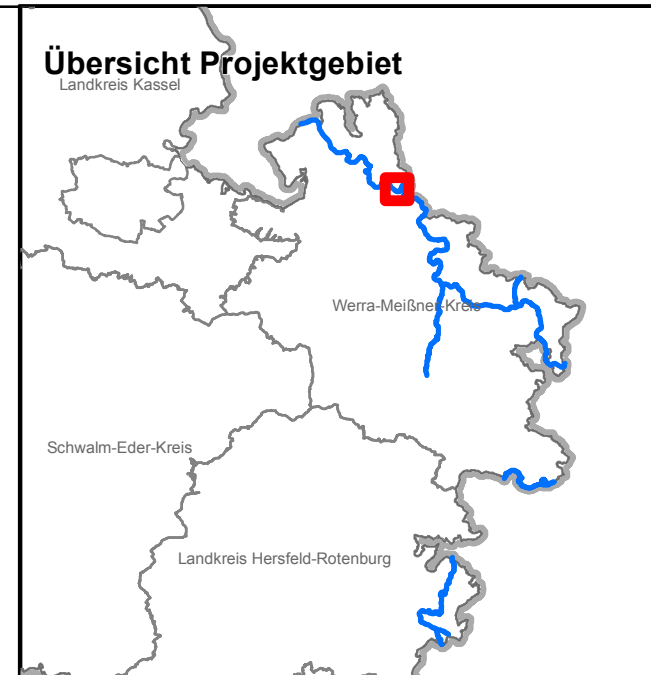 Übersicht Projektgebiet
Landkreis Kassel
Werra-Meißner-Kreis
Schwalm-Eder-Kreis
Landkreis Hersfeld-Rotenburg